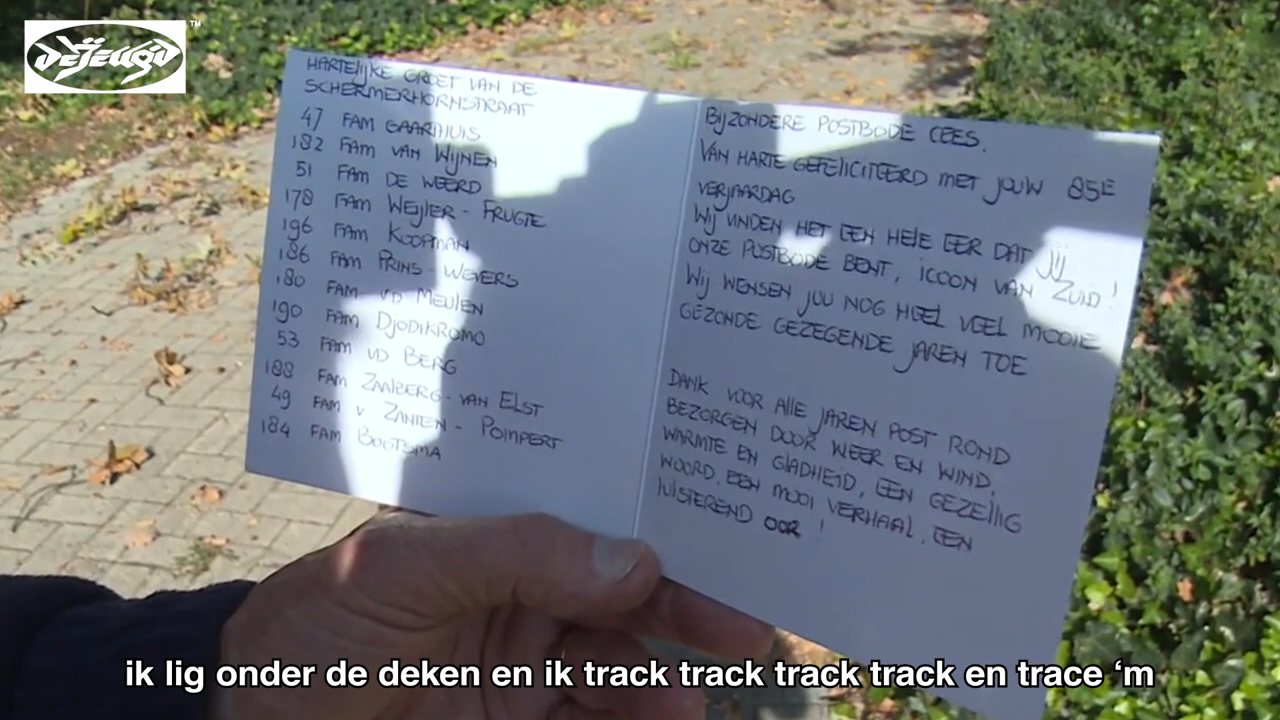 DËJEUGD
™
HARTELIJKE GROET VAN DE
SCHERMERHORNSTRAAT
47 FAM GAARHUIS
182 FAM VAN WIJNEN
51 FAM DE WEERD
178 FAM WEIJLER - FRUGTE
196 FAM KOOPMAN
186 FAM PRINS - WEVERS
180 FAM VD MEULEN
190 FAM DJODIKROMO
53 FAM VD BERG
188 FAM ZAALBERG - VAN ELST
49 FAM V ZANTEN - POMPERT
184 FAM BOOTSMA
BIJZONDERE POSTBODE CEES.
VAN HARTE GEFELICITEERD MET JOUW 85E
VERJAARDAG
WIJ VINDEN HET EEN HELE EER DAT JIJ
ONZE POSTBODE BENT, ICOON VAN ZUID!
WIJ WENSEN JOU NOG HEEL VEEL MOOIE
GEZONDE GEZEGENDE JAREN TOE
DANK VOOR ALLE JAREN POST ROND
BEZORGEN DOOR WEER EN WIND,
WARMTE EN GLADHEID, EEN GEZELLIG
WOORD, EEN MOOI VERHAAL, EEN
LUISTEREND OOR!
ik lig onder de deken en ik track track track track en trace ‘m